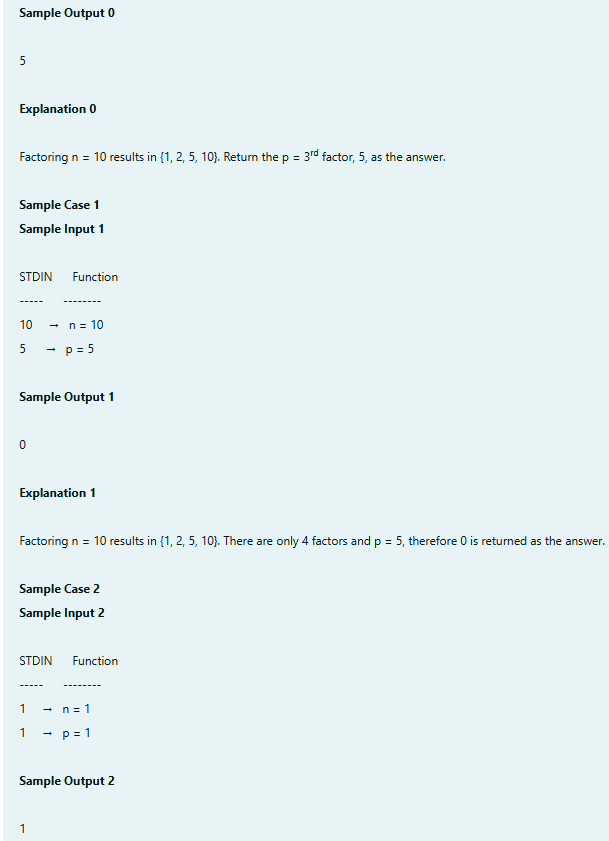 Sample Output 0
5
Explanation 0
Factoring n = 10 results in {1, 2, 5, 10}. Return the p = 3rd factor, 5, as the answer.
Sample Case 1
Sample Input 1
STDIN Function
----- --------
10 → n = 10
5 → p = 5
Sample Output 1
0
Explanation 1
Factoring n = 10 results in {1, 2, 5, 10}. There are only 4 factors and p = 5, therefore 0 is returned as the answer.
Sample Case 2
Sample Input 2
STDIN Function
----- --------
1 → n = 1
1 → p = 1
Sample Output 2
1